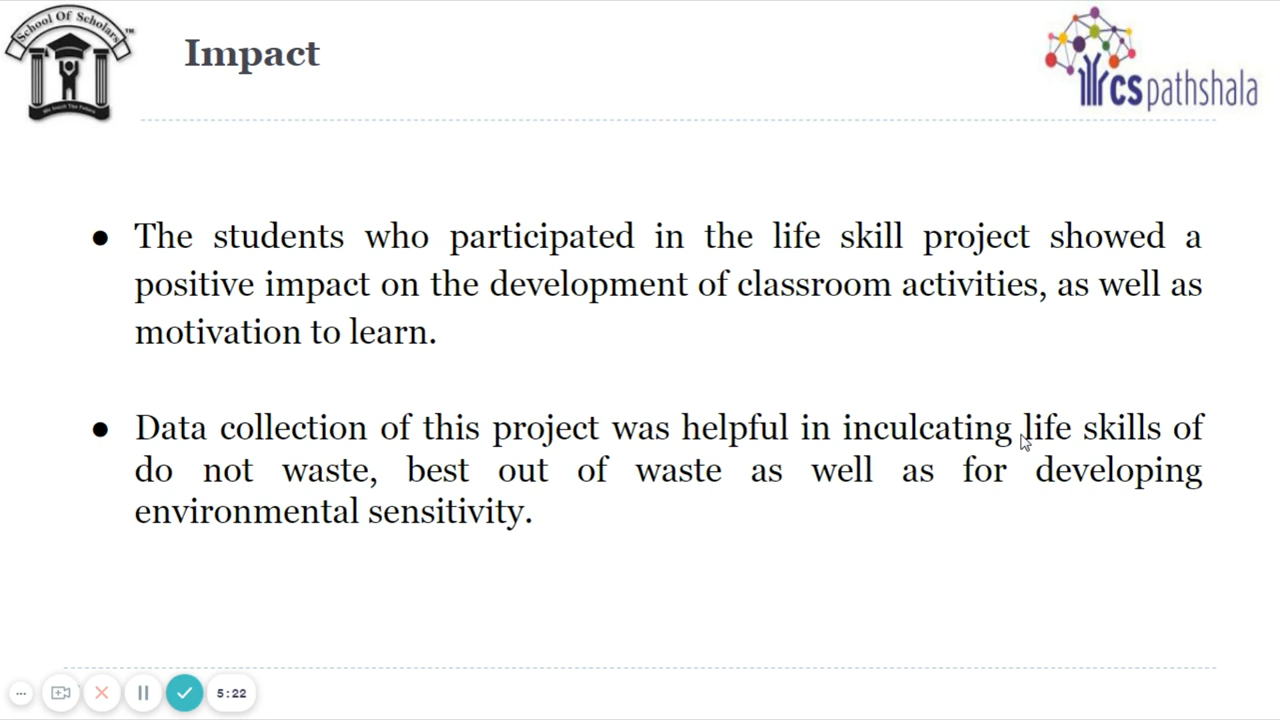 School Of Scholars
TM
Impact
cspathshala
● The students who participated in the life skill project showed a
positive impact on the development of classroom activities, as well as
motivation to learn.
● Data collection of this project was helpful in inculcating life skills of
do not waste, best out of waste as well as for developing
environmental sensitivity.
5:22